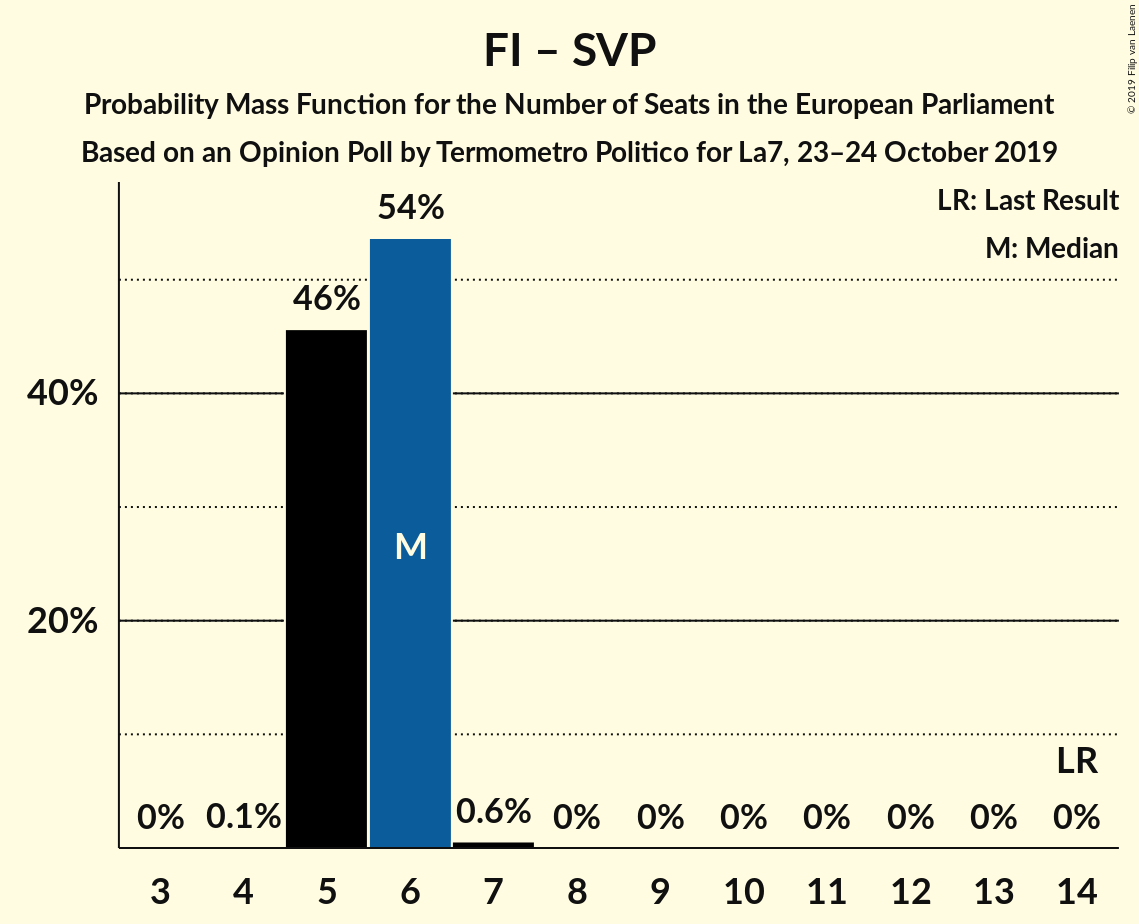 FI – SVP
Probability Mass Function for the Number of Seats in the European Parliament
Based on an Opinion Poll by Termometro Politico for La7, 23–24 October 2019
© 2019 Filip van Laenen
LR: Last Result
M: Median
54%
46%
40%
M
20%
LR
0% 0.1% 0.6% 0% 0% 0% 0% 0% 0% 0%
3 4 5 6 7 8 9 10 11 12 13 14